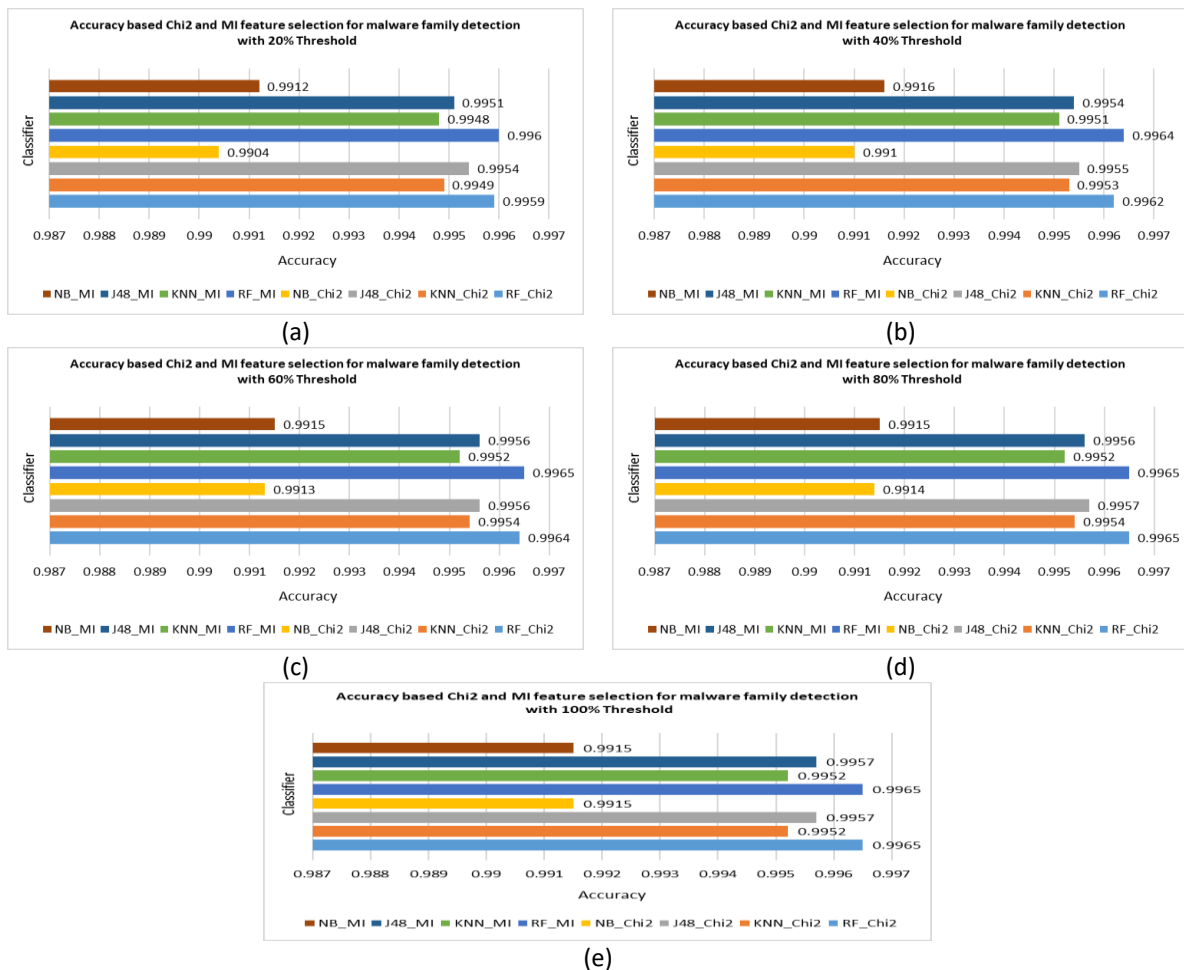 Accuracy based Chi2 and MI feature selection for malware family detection
with 20% Threshold
Classifier
0.9912
0.9951
0.9948
0.996
0.9904
0.9954
0.9949
0.9959
0.987 0.988 0.989 0.99 0.991 0.992 0.993 0.994 0.995 0.996 0.997
Accuracy
NB_MI J48_MI KNN_MI RF_MI NB_Chi2 J48_Chi2 KNN_Chi2 RF_Chi2
(a)
Accuracy based Chi2 and MI feature selection for malware family detection
with 40% Threshold
Classifier
0.9916
0.9954
0.9951
0.9964
0.991
0.9955
0.9953
0.9962
0.987 0.988 0.989 0.99 0.991 0.992 0.993 0.994 0.995 0.996 0.997
Accuracy
NB_MI J48_MI KNN_MI RF_MI NB_Chi2 J48_Chi2 KNN_Chi2 RF_Chi2
(b)
Accuracy based Chi2 and MI feature selection for malware family detection
with 60% Threshold
Classifier
0.9915
0.9956
0.9952
0.9965
0.9913
0.9956
0.9954
0.9964
0.987 0.988 0.989 0.99 0.991 0.992 0.993 0.994 0.995 0.996 0.997
Accuracy
NB_MI J48_MI KNN_MI RF_MI NB_Chi2 J48_Chi2 KNN_Chi2 RF_Chi2
(c)
Accuracy based Chi2 and MI feature selection for malware family detection
with 80% Threshold
Classifier
0.9915
0.9956
0.9952
0.9965
0.9914
0.9957
0.9954
0.9965
0.987 0.988 0.989 0.99 0.991 0.992 0.993 0.994 0.995 0.996 0.997
Accuracy
NB_MI J48_MI KNN_MI RF_MI NB_Chi2 J48_Chi2 KNN_Chi2 RF_Chi2
(d)
Accuracy based Chi2 and MI feature selection for malware family detection
with 100% Threshold
Classifier
0.9915
0.9957
0.9952
0.9965
0.9915
0.9957
0.9952
0.9965
0.987 0.988 0.989 0.99 0.991 0.992 0.993 0.994 0.995 0.996 0.997
Accuracy
NB_MI J48_MI KNN_MI RF_MI NB_Chi2 J48_Chi2 KNN_Chi2 RF_Chi2
(e)